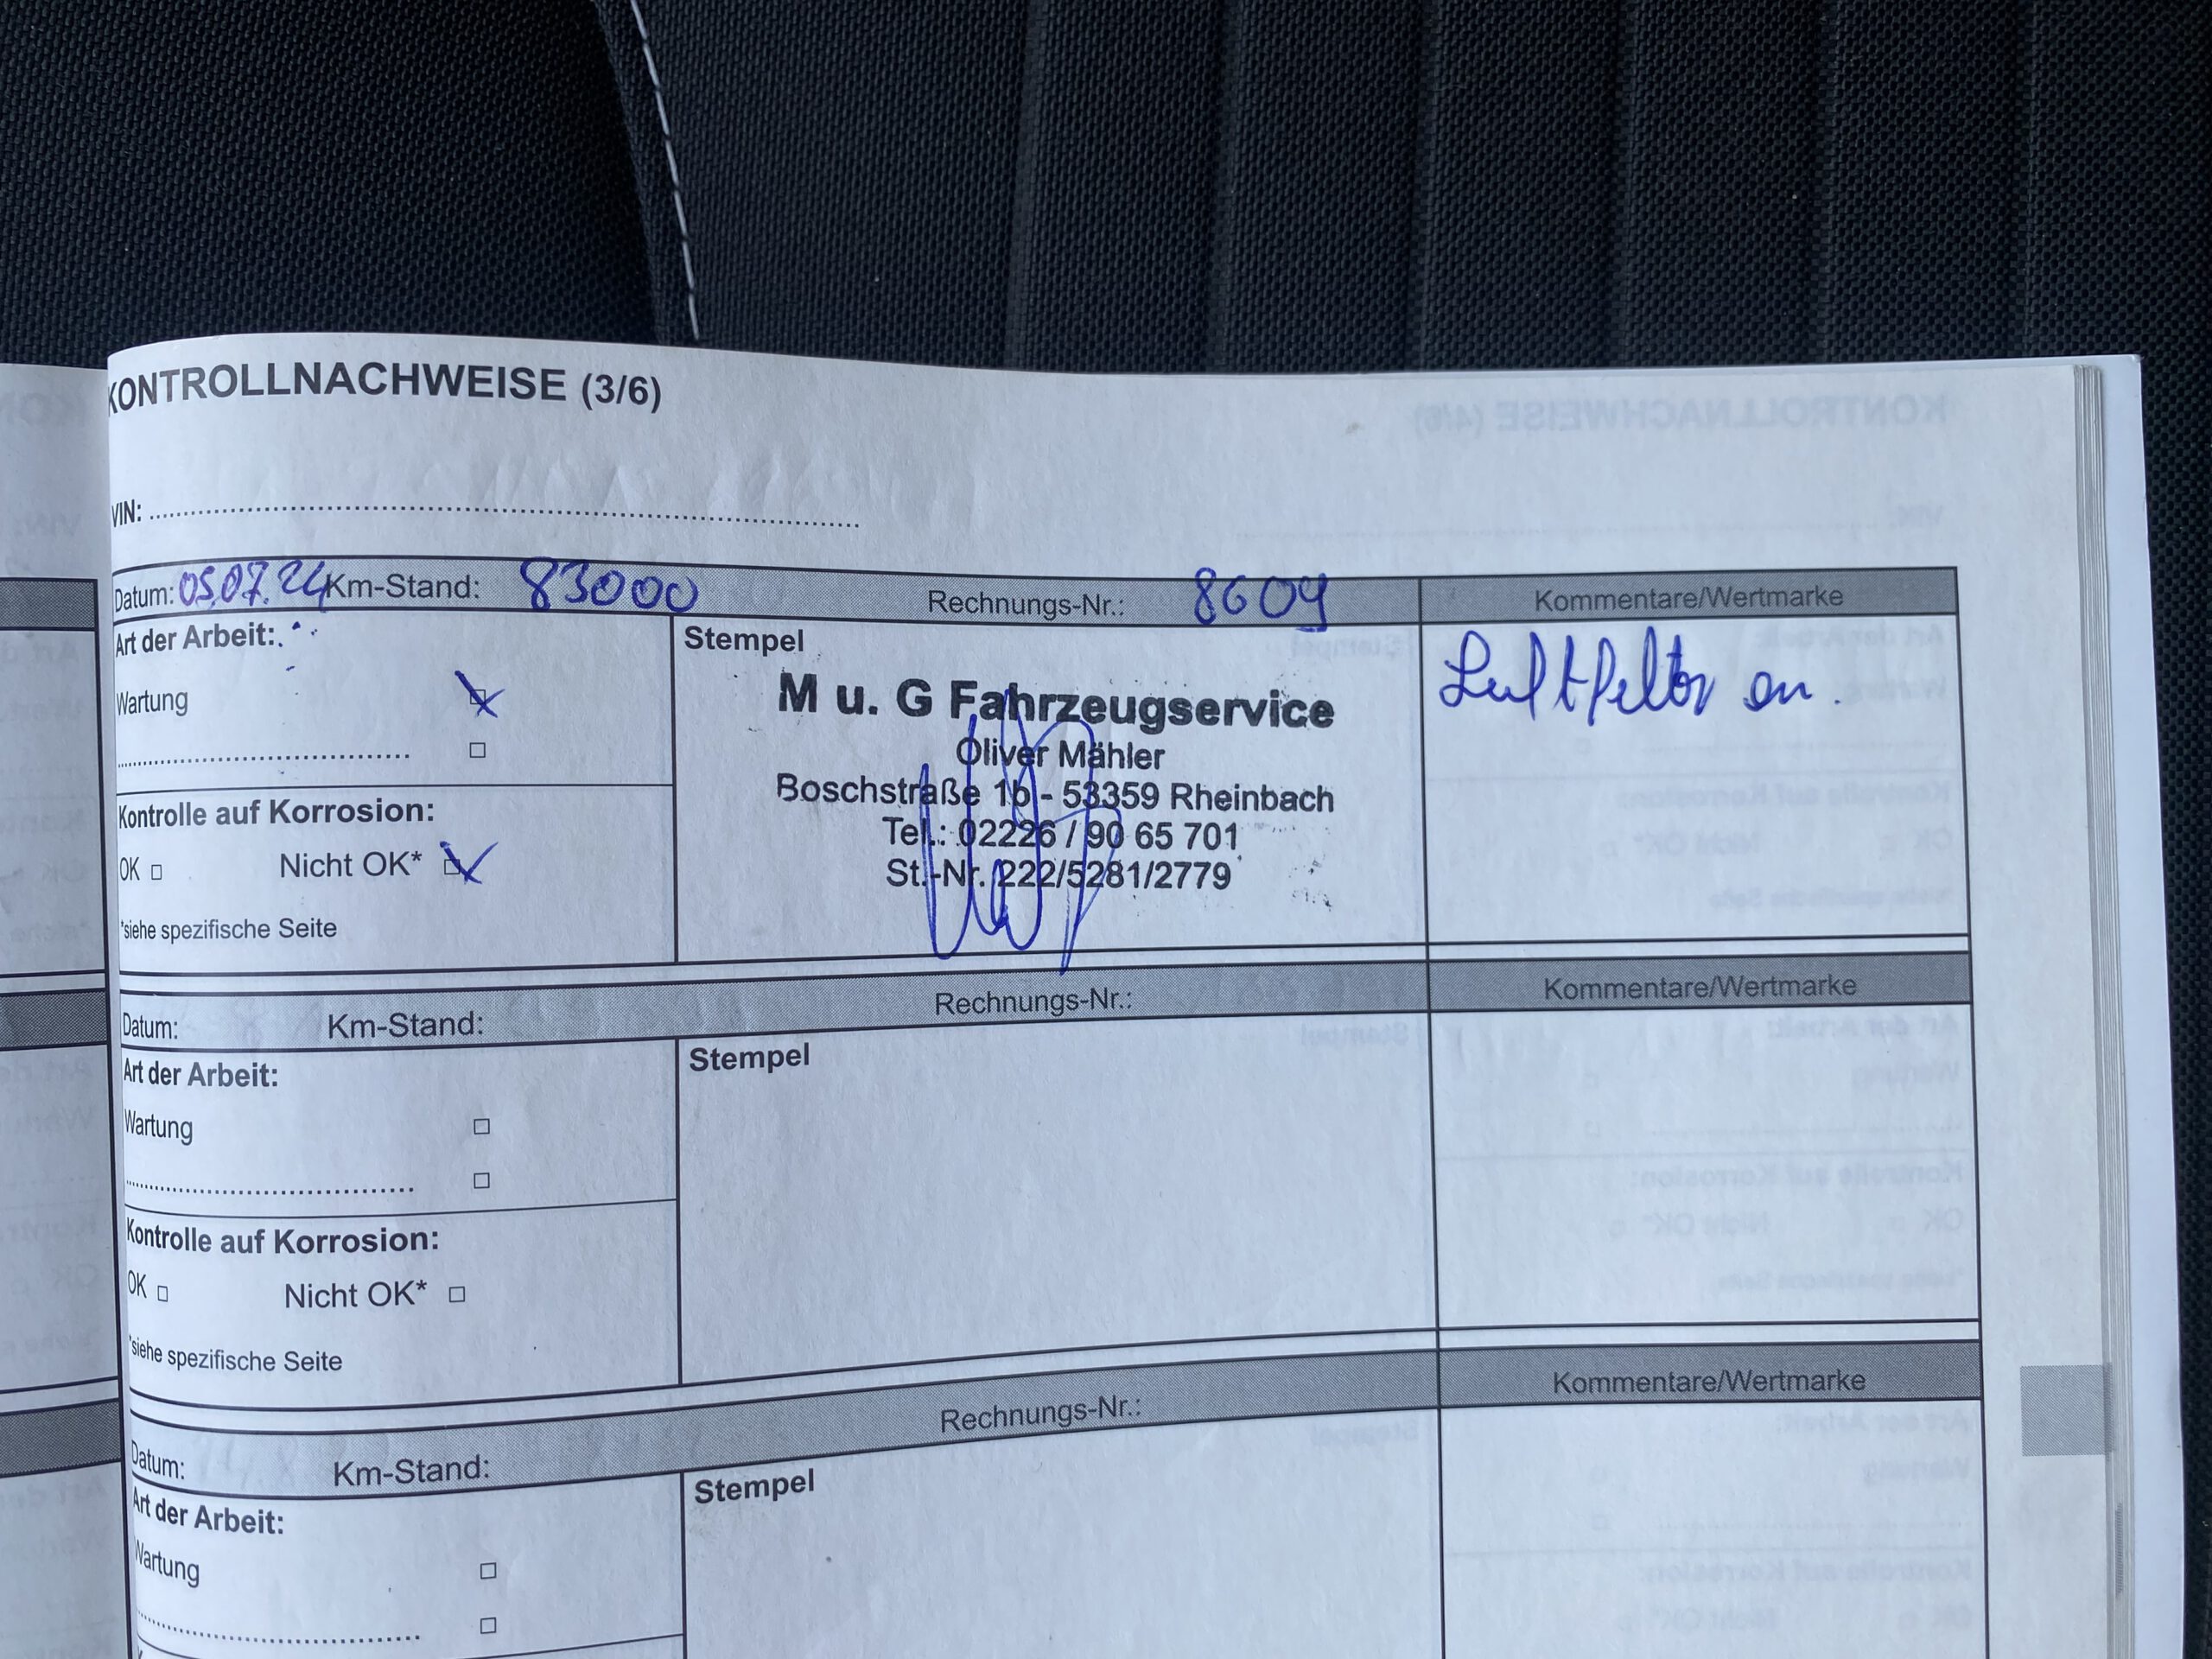 KONTROLLNACHWEISE (3/6)
VIN:
Datum: 05.07.24 Km-Stand: 83000 Rechnungs-Nr.: 8609 Kommentare/Wertmarke
Art der Arbeit:
Wartung
Kontrolle auf Korrosion:
OK □ Nicht OK*
*siehe spezifische Seite
Stempel
M u. G Fahrzeugservice
Oliver Mähler
Boschstraße 1b - 53359 Rheinbach
Tel.: 02226 / 90 65 701
St.-Nr. 222/5281/2779
Luftfilter
Datum: Km-Stand: Rechnungs-Nr.: Kommentare/Wertmarke
Art der Arbeit:
Wartung □
□
Kontrolle auf Korrosion:
OK □ Nicht OK* □
*siehe spezifische Seite
Stempel
Datum: Km-Stand: Rechnungs-Nr.: Kommentare/Wertmarke
Art der Arbeit:
Wartung □
□
Stempel